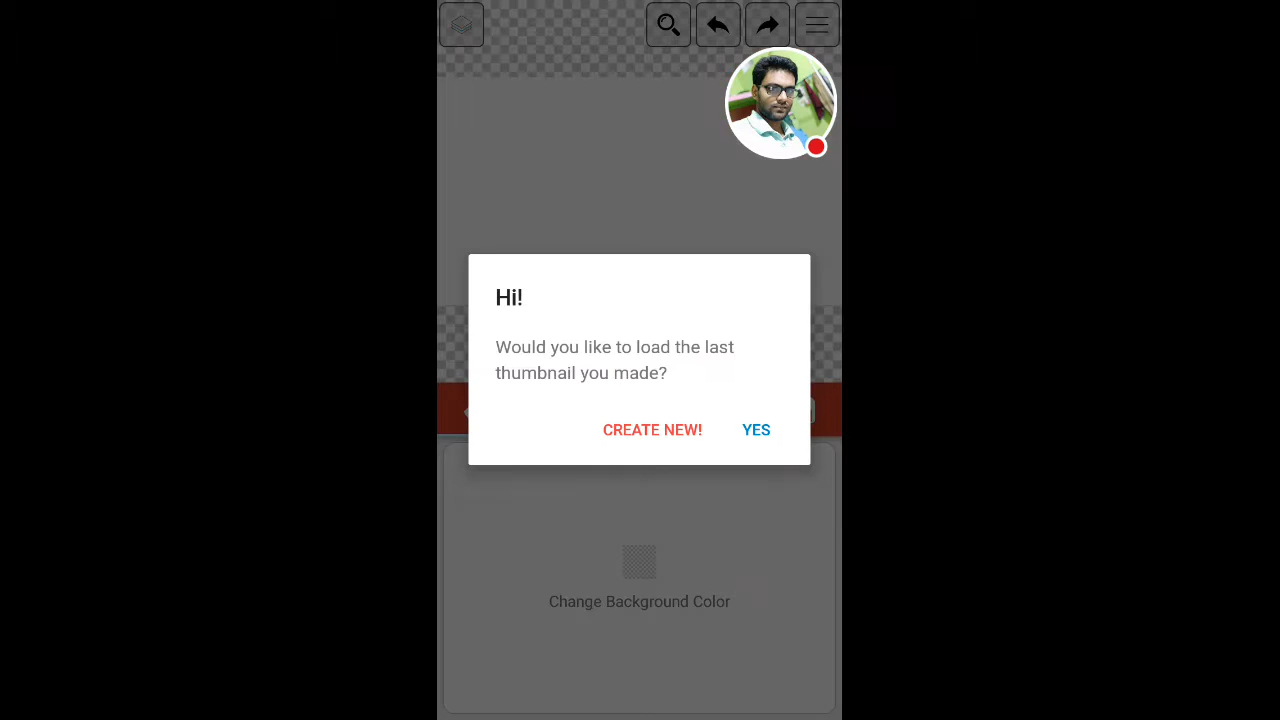 Hi!
Would you like to load the last
thumbnail you made?
CREATE NEW!
YES
Change Background Color